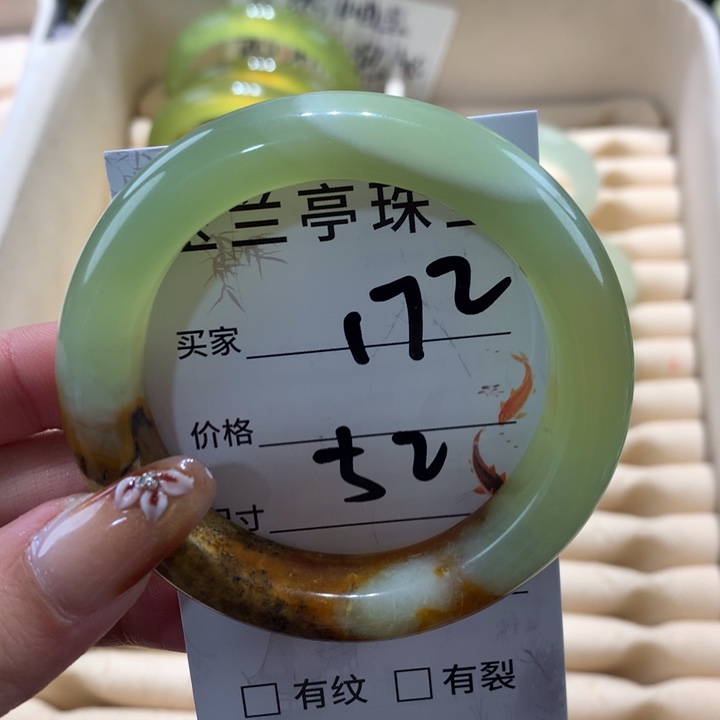 兰亭珠
买家 172
价格 52
寸
有纹 有裂